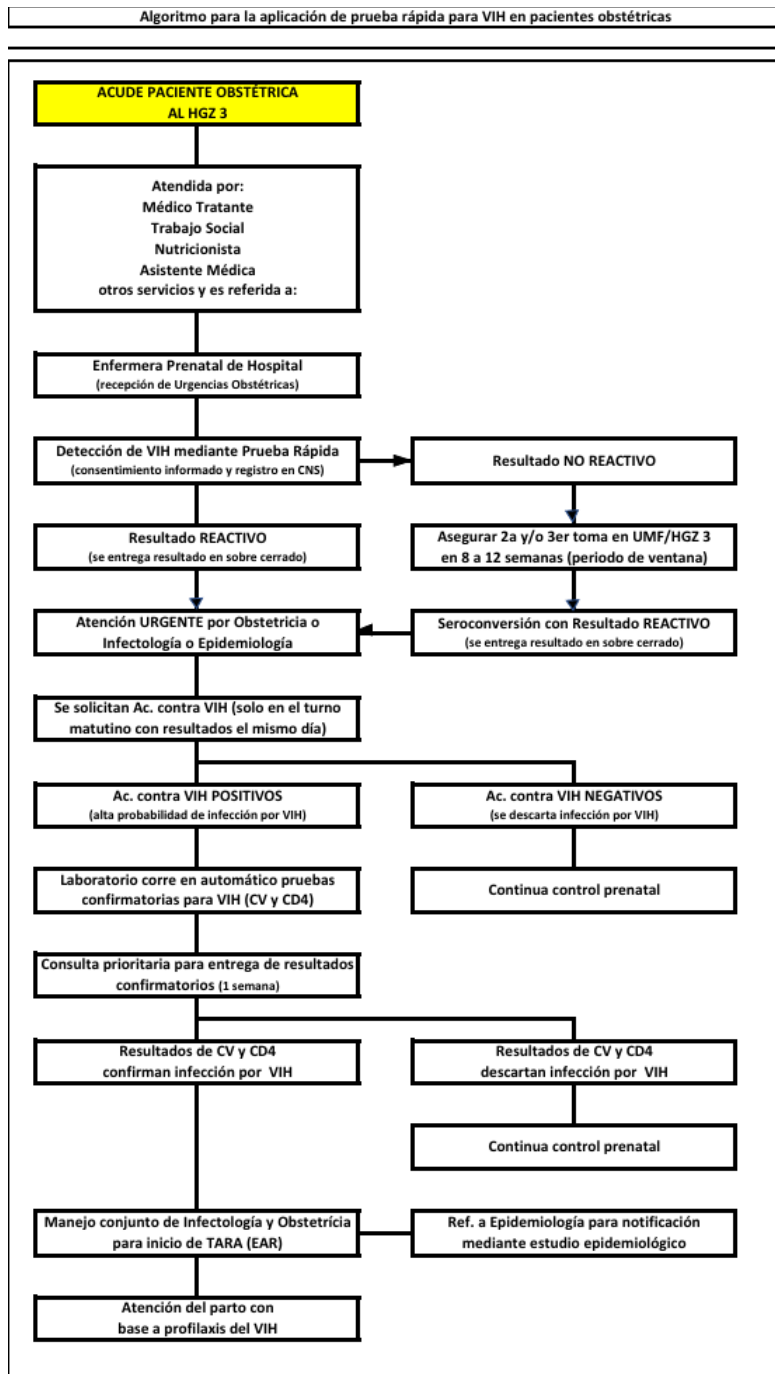 Algoritmo para la aplicación de prueba rápida para VIH en pacientes obstétricas
ACUDE PACIENTE OBSTÉTRICA
AL HGZ 3
Atendida por:
Médico Tratante
Trabajo Social
Nutricionista
Asistente Médica
otros servicios y es referida a:
Enfermera Prenatal de Hospital
(recepción de Urgencias Obstétricas)
Detección de VIH mediante Prueba Rápida
(consentimiento informado y registro en CNS)
Resultado NO REACTIVO
Resultado REACTIVO
(se entrega resultado en sobre cerrado)
Asegurar 2a y/o 3er toma en UMF/HGZ 3
en 8 a 12 semanas (periodo de ventana)
Atención URGENTE por Obstetricia o
Infectología o Epidemiología
Seroconversión con Resultado REACTIVO
(se entrega resultado en sobre cerrado)
Se solicitan Ac. contra VIH (solo en el turno
matutino con resultados el mismo día)
Ac. contra VIH POSITIVOS
(alta probabilidad de infección por VIH)
Ac. contra VIH NEGATIVOS
(se descarta infección por VIH)
Laboratorio corre en automático pruebas
confirmatorias para VIH (CV y CD4)
Continua control prenatal
Consulta prioritaria para entrega de resultados
confirmatorios (1 semana)
Resultados de CV y CD4
confirman infección por VIH
Resultados de CV y CD4
descartan infección por VIH
Continua control prenatal
Manejo conjunto de Infectología y Obstetrícia
para inicio de TARA (EAR)
Ref. a Epidemiología para notificación
mediante estudio epidemiológico
Atención del parto con
base a profilaxis del VIH